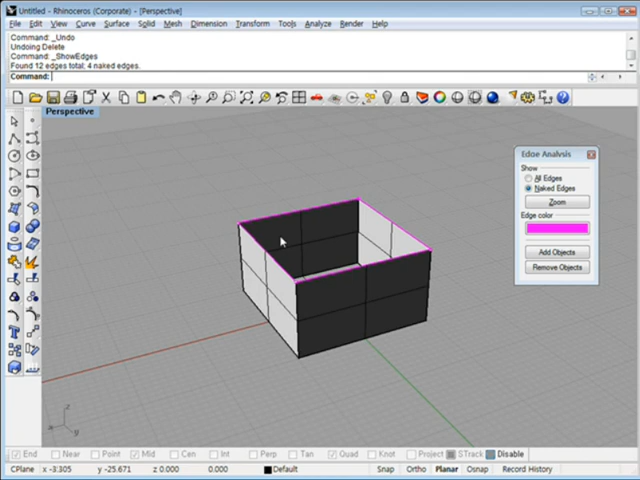 Untitled - Rhinoceros (Corporate) - [Perspective]
File Edit View Curve Surface Solid Mesh Dimension Transform Tools Analyze Render Help
Command: _Undo
Undoing Delete
Command: _ShowEdges
Found 12 edges total; 4 naked edges.
Command:
Perspective
Edge Analysis
Show
All Edges
Naked Edges
Zoom
Edge color
Add Objects
Remove Objects
z
x
y
End Near Point Mid Cen Int Perp Tan Quad Knot Project STrack Disable
CPlane x -3.305 y -25.671 z 0.000 0.000 Default Snap Ortho Planar Osnap Record History